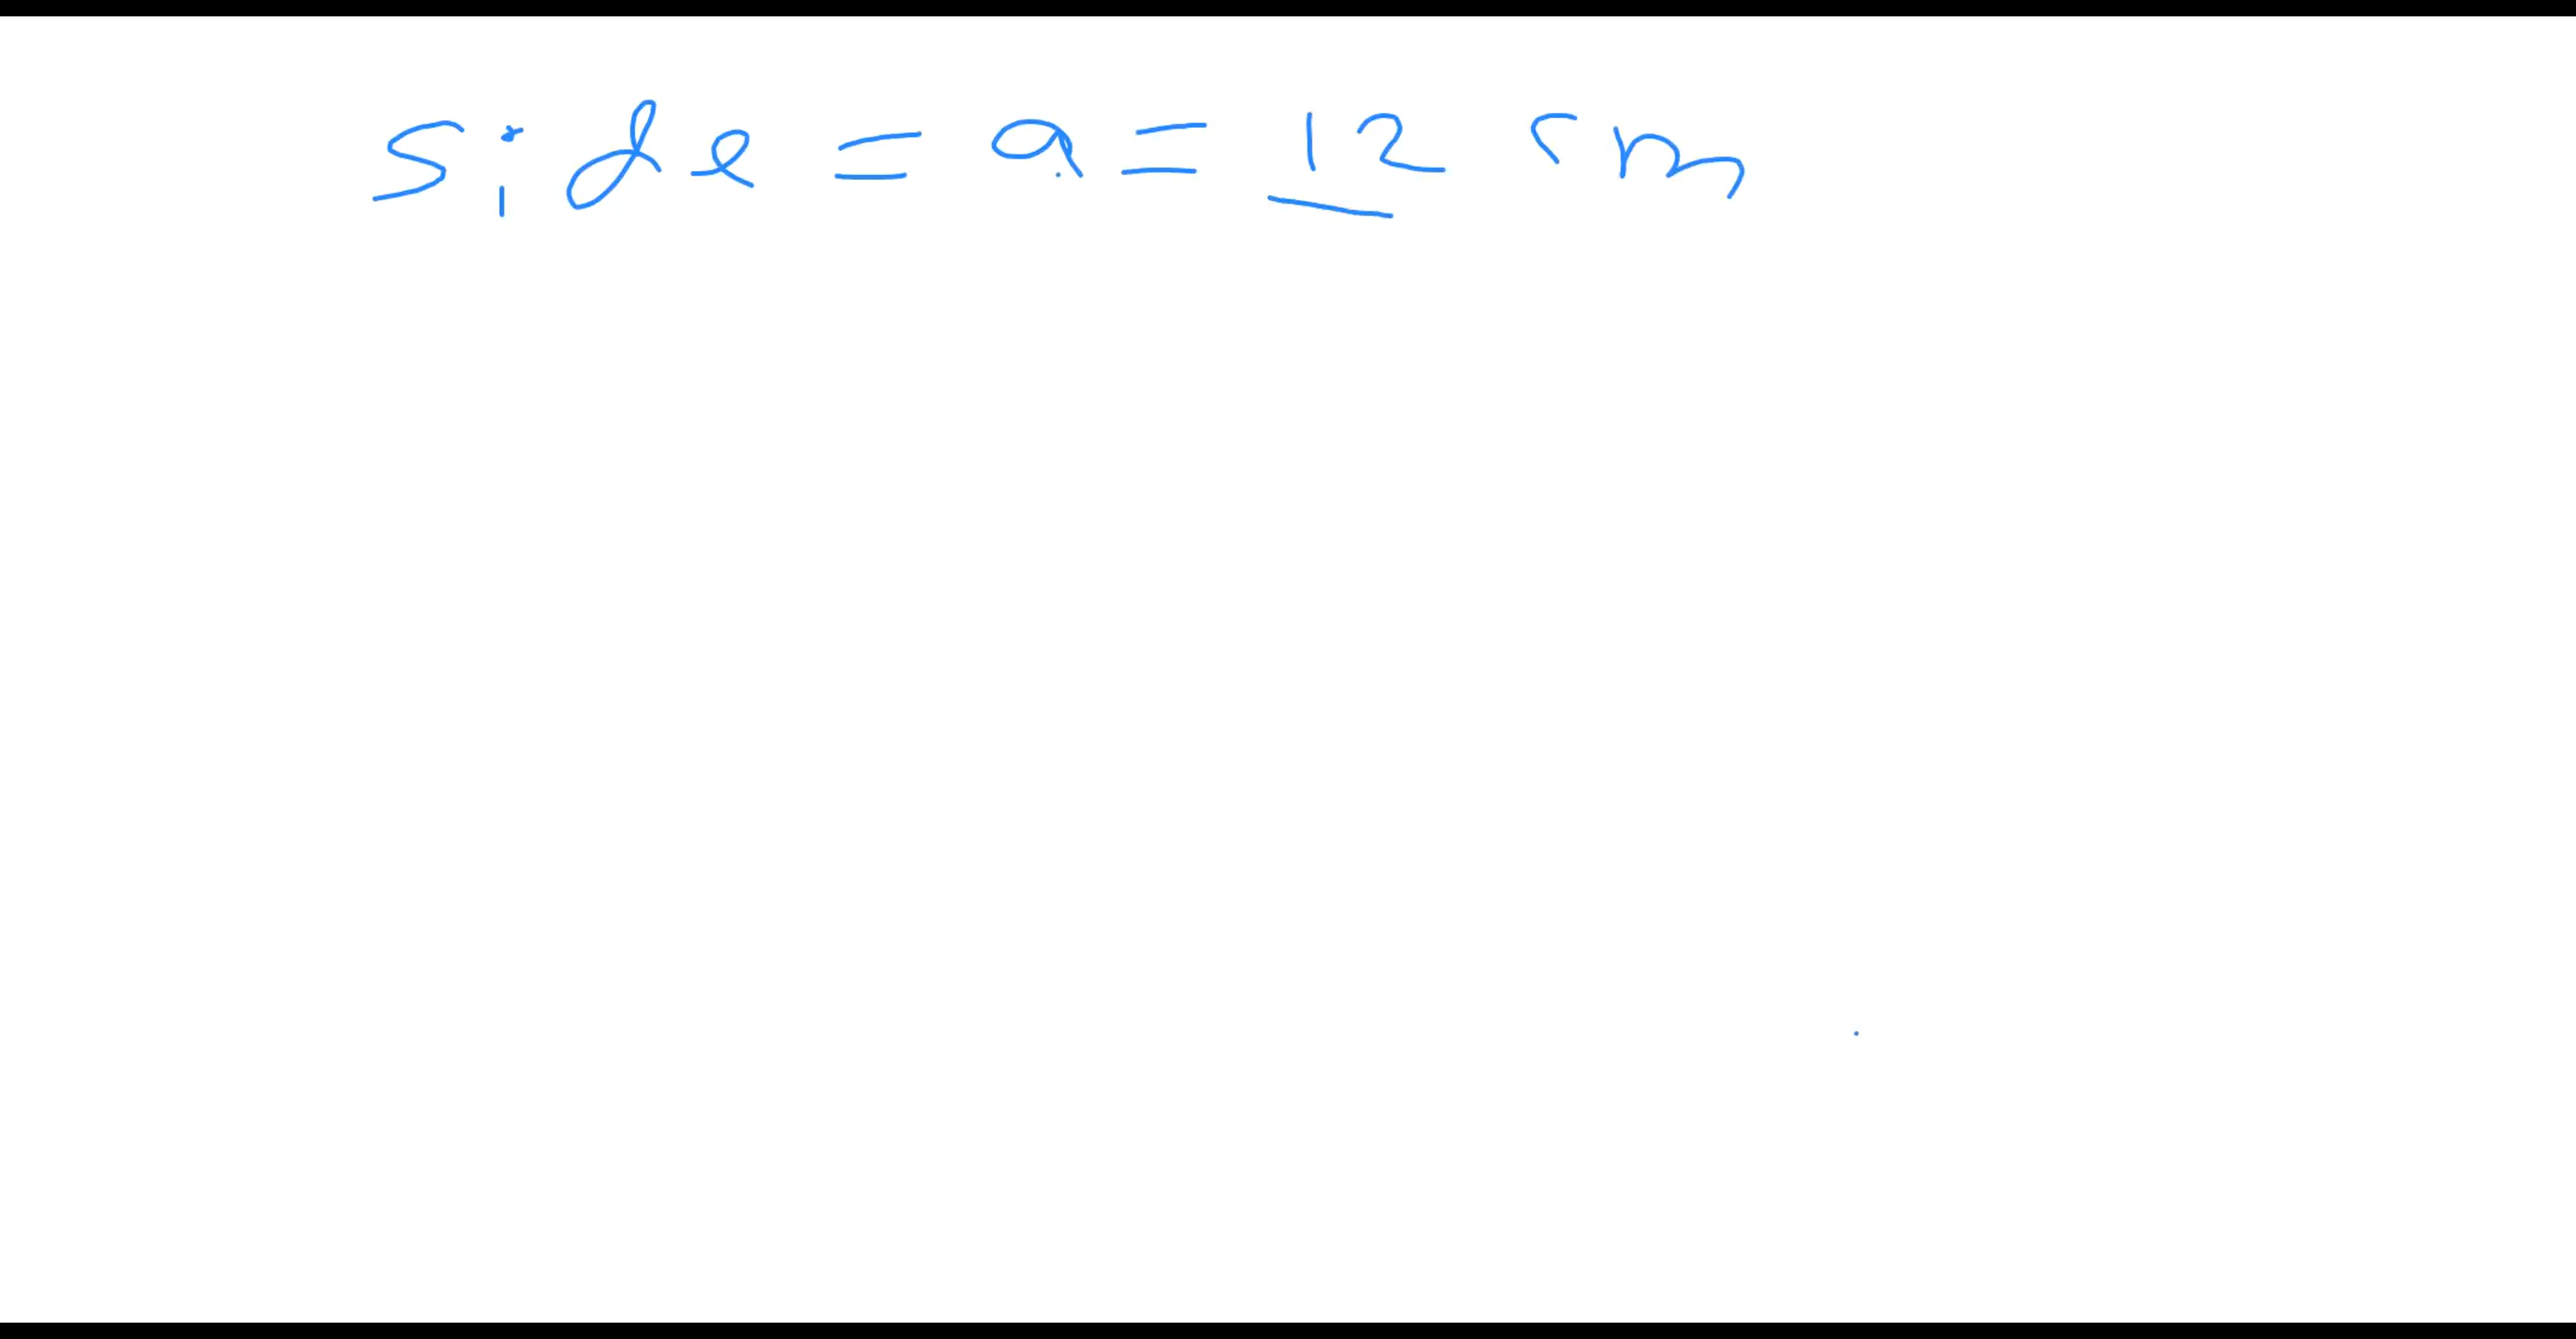 side = a = 12 cm